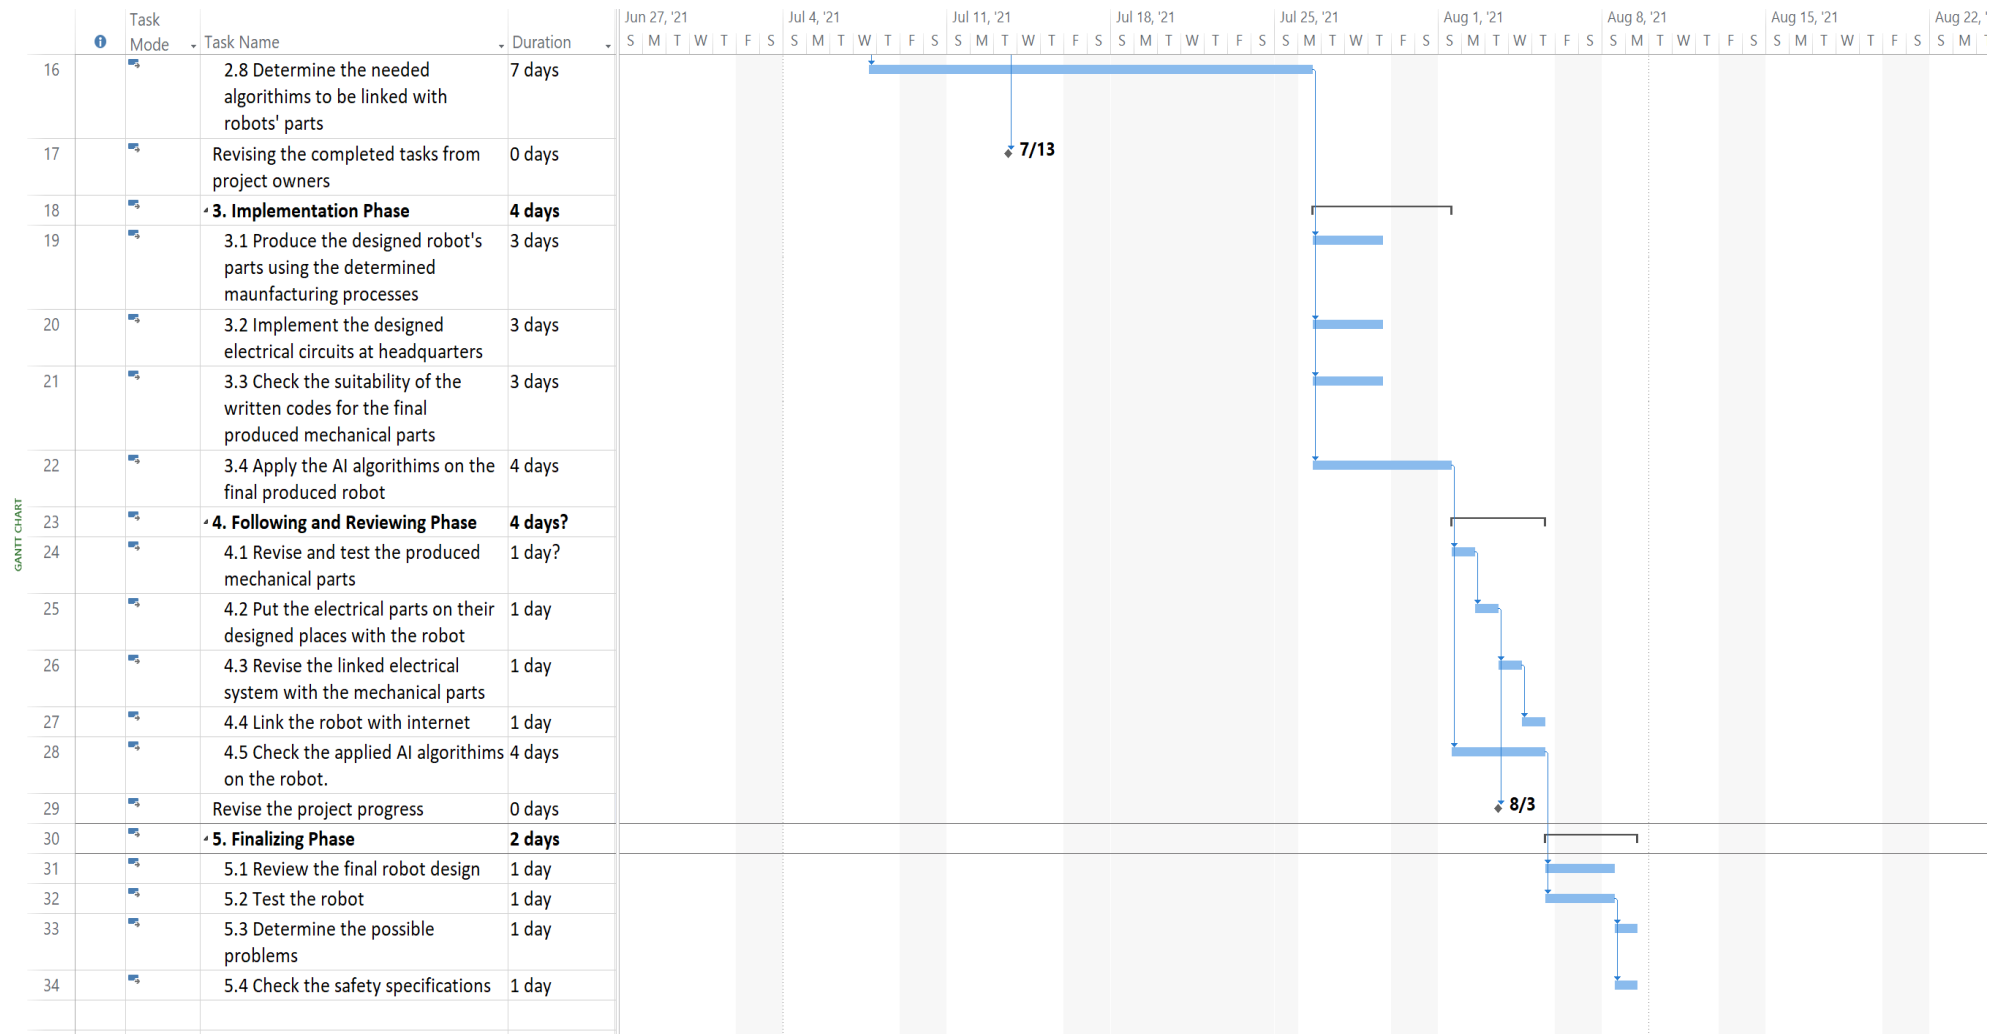 Jun 27, '21 Jul 4, '21 Jul 11, '21 Jul 18, '21 Jul 25, '21 Aug 1, '21 Aug 8, '21 Aug 15, '21 Aug 22, '
Task
Mode Task Name Duration
S M T W T F S S M T W T F S S M T W T F S S M T W T F S S M T W T F S S M T W T F S S M T W T F S S M T W T F S S M T
16 2.8 Determine the needed 7 days
algorithims to be linked with
robots' parts
17 Revising the completed tasks from 0 days 7/13
project owners
18 3. Implementation Phase 4 days
19 3.1 Produce the designed robot's 3 days
parts using the determined
maunfacturing processes
20 3.2 Implement the designed 3 days
electrical circuits at headquarters
21 3.3 Check the suitability of the 3 days
written codes for the final
produced mechanical parts
22 3.4 Apply the AI algorithims on the 4 days
final produced robot
23 4. Following and Reviewing Phase 4 days?
24 4.1 Revise and test the produced 1 day?
mechanical parts
25 4.2 Put the electrical parts on their 1 day
designed places with the robot
26 4.3 Revise the linked electrical 1 day
system with the mechanical parts
27 4.4 Link the robot with internet 1 day
28 4.5 Check the applied AI algorithims 4 days
on the robot.
29 Revise the project progress 0 days 8/3
30 5. Finalizing Phase 2 days
31 5.1 Review the final robot design 1 day
32 5.2 Test the robot 1 day
33 5.3 Determine the possible 1 day
problems
34 5.4 Check the safety specifications 1 day
GANTT CHART